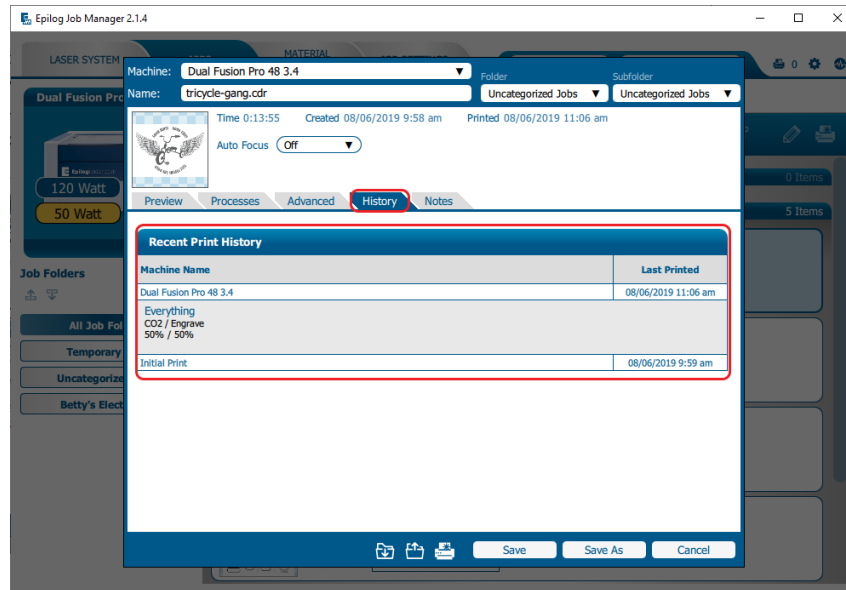 Epilog Job Manager 2.1.4
LASER SYSTEM
MATERIAL
0
Machine: Dual Fusion Pro 48 3.4
Folder
Subfolder
Name: tricycle-gang.cdr
Uncategorized Jobs
Uncategorized Jobs
Dual Fusion Pro
Time 0:13:55 Created 08/06/2019 9:58 am Printed 08/06/2019 11:06 am
Auto Focus Off
120 Watt
50 Watt
0 Items
5 Items
Preview Processes Advanced History Notes
Recent Print History
Machine Name Last Printed
Dual Fusion Pro 48 3.4 08/06/2019 11:06 am
Everything
CO2 / Engrave
50% / 50%
Initial Print 08/06/2019 9:59 am
Job Folders
All Job Fol
Temporary
Uncategorize
Betty's Elect
Save Save As Cancel